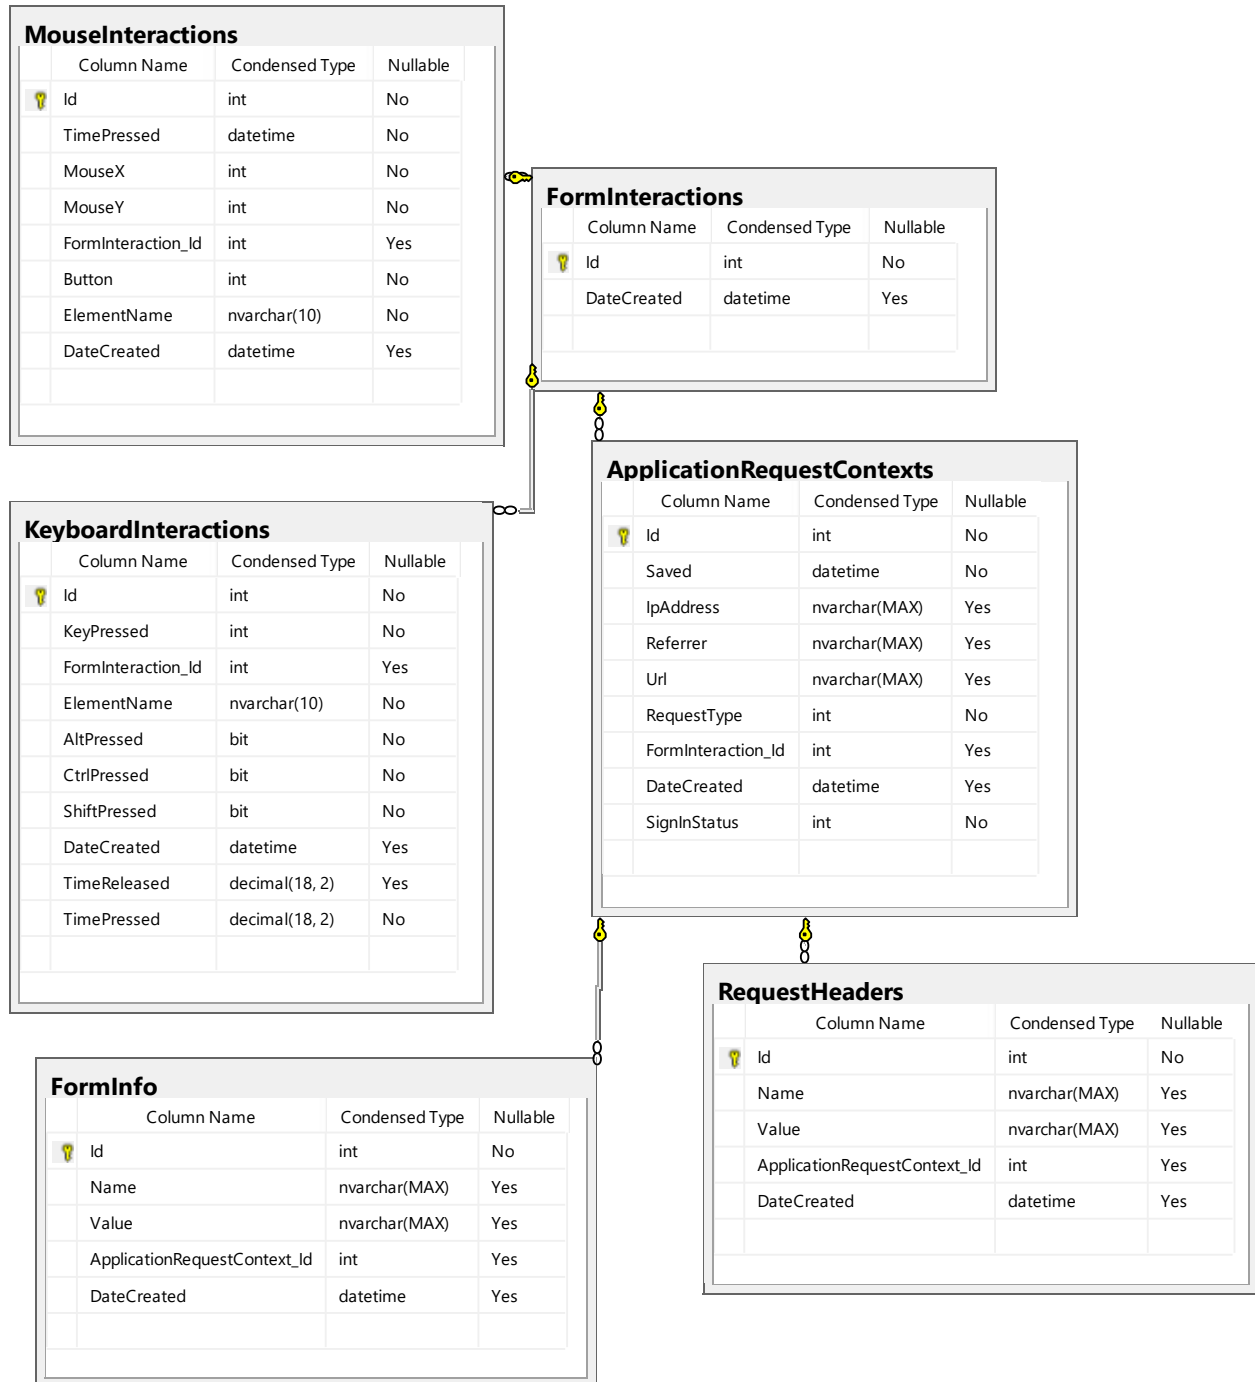 MouseInteractions
Column Name Condensed Type Nullable
Id int No
TimePressed datetime No
MouseX int No
MouseY int No
FormInteraction_Id int Yes
Button int No
ElementName nvarchar(10) No
DateCreated datetime Yes
FormInteractions
Column Name Condensed Type Nullable
Id int No
DateCreated datetime Yes
KeyboardInteractions
Column Name Condensed Type Nullable
Id int No
KeyPressed int No
FormInteraction_Id int Yes
ElementName nvarchar(10) No
AltPressed bit No
CtrlPressed bit No
ShiftPressed bit No
DateCreated datetime Yes
TimeReleased decimal(18, 2) Yes
TimePressed decimal(18, 2) No
ApplicationRequestContexts
Column Name Condensed Type Nullable
Id int No
Saved datetime No
IpAddress nvarchar(MAX) Yes
Referrer nvarchar(MAX) Yes
Url nvarchar(MAX) Yes
RequestType int No
FormInteraction_Id int Yes
DateCreated datetime Yes
SignInStatus int No
FormInfo
Column Name Condensed Type Nullable
Id int No
Name nvarchar(MAX) Yes
Value nvarchar(MAX) Yes
ApplicationRequestContext_Id int Yes
DateCreated datetime Yes
RequestHeaders
Column Name Condensed Type Nullable
Id int No
Name nvarchar(MAX) Yes
Value nvarchar(MAX) Yes
ApplicationRequestContext_Id int Yes
DateCreated datetime Yes